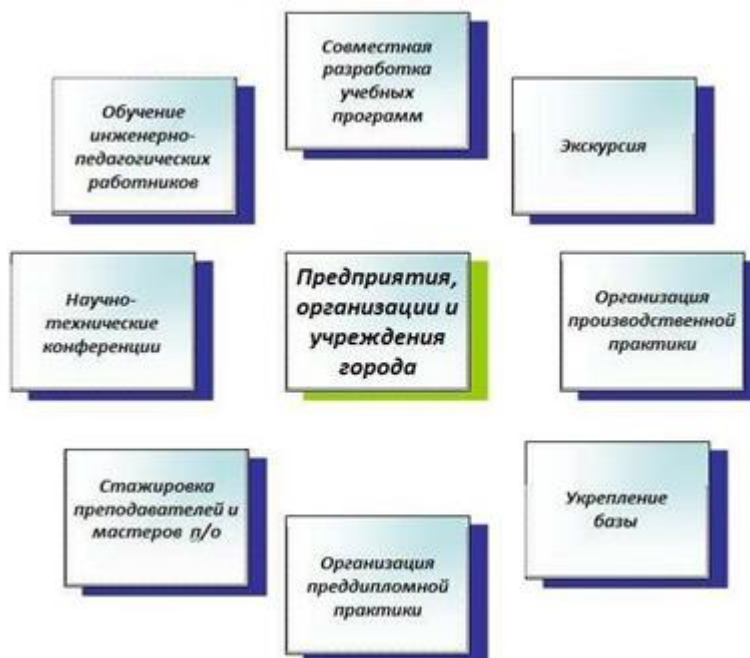 Совместная
разработка
учебных
программ
Обучение
инженерно-
педагогических
работников
Экскурсия
Научно-
технические
конференции
Предприятия,
организации и
учреждения
города
Организация
производственной
практики
Стажировка
преподавателей и
мастеров п/о
Организация
преддипломной
практики
Укрепление
базы